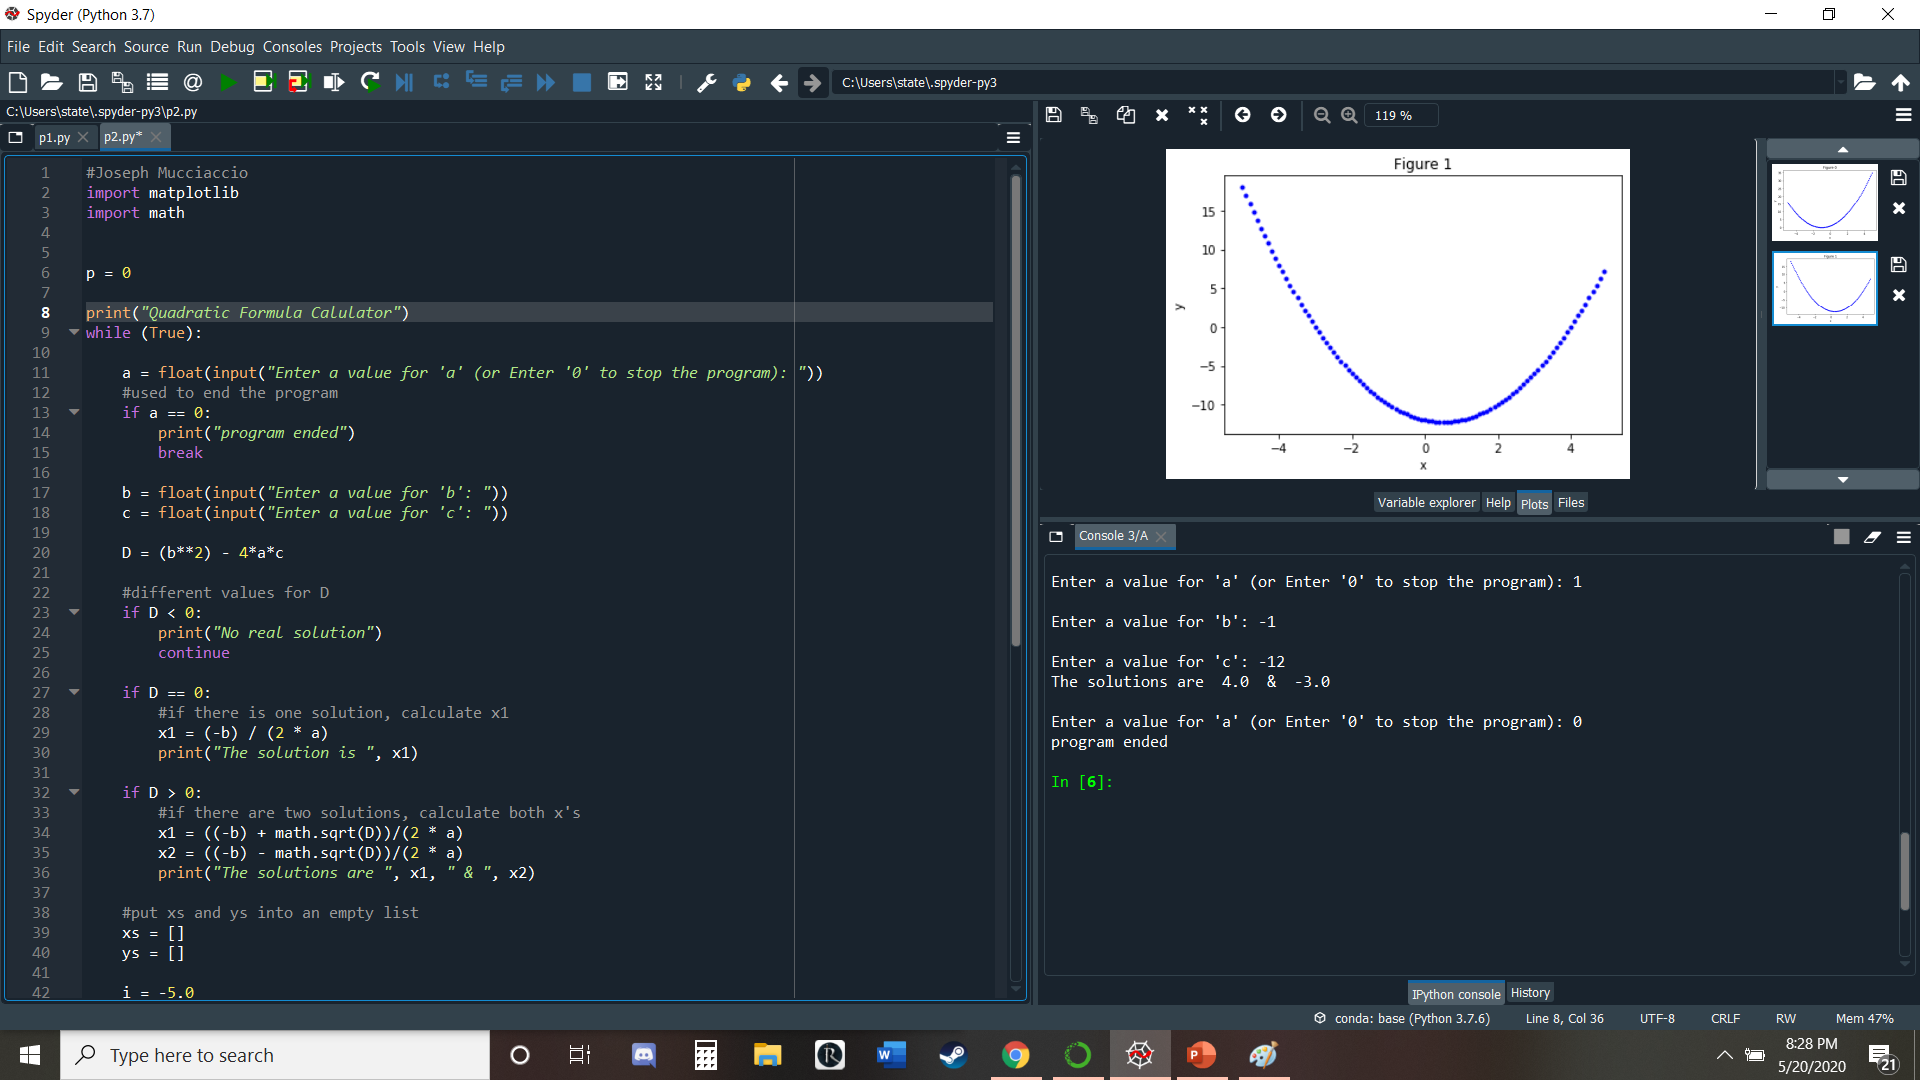 Spyder (Python 3.7)
File Edit Search Source Run Debug Consoles Projects Tools View Help
C:\Users\state\.spyder-py3
C:\Users\state\.spyder-py3\p2.py
p1.py
p2.py*
1 #Joseph Mucciaccio
2 import matplotlib
3 import math
4
5
6 p = 0
7
8 print("Quadratic Formula Calulator")
9 while (True):
10
11 a = float(input("Enter a value for 'a' (or Enter '0' to stop the program): "))
12 #used to end the program
13 if a == 0:
14 print("program ended")
15 break
16
17 b = float(input("Enter a value for 'b': "))
18 c = float(input("Enter a value for 'c': "))
19
20 D = (b**2) - 4*a*c
21
22 #different values for D
23 if D < 0:
24 print("No real solution")
25 continue
26
27 if D == 0:
28 #if there is one solution, calculate x1
29 x1 = (-b) / (2 * a)
30 print("The solution is ", x1)
31
32 if D > 0:
33 #if there are two solutions, calculate both x's
34 x1 = ((-b) + math.sqrt(D))/(2 * a)
35 x2 = ((-b) - math.sqrt(D))/(2 * a)
36 print("The solutions are ", x1, " & ", x2)
37
38 #put xs and ys into an empty list
39 xs = []
40 ys = []
41
42 i = -5.0
119 %
Figure 1
15
10
5
0
−5
−10
y
−4 −2 0 2 4
x
Variable explorer Help Plots Files
Console 3/A
Enter a value for 'a' (or Enter '0' to stop the program): 1
Enter a value for 'b': -1
Enter a value for 'c': -12
The solutions are  4.0  &  -3.0
Enter a value for 'a' (or Enter '0' to stop the program): 0
program ended
In [6]:
IPython console History
conda: base (Python 3.7.6) Line 8, Col 36 UTF-8 CRLF RW Mem 47%
Type here to search
8:28 PM
5/20/2020
21